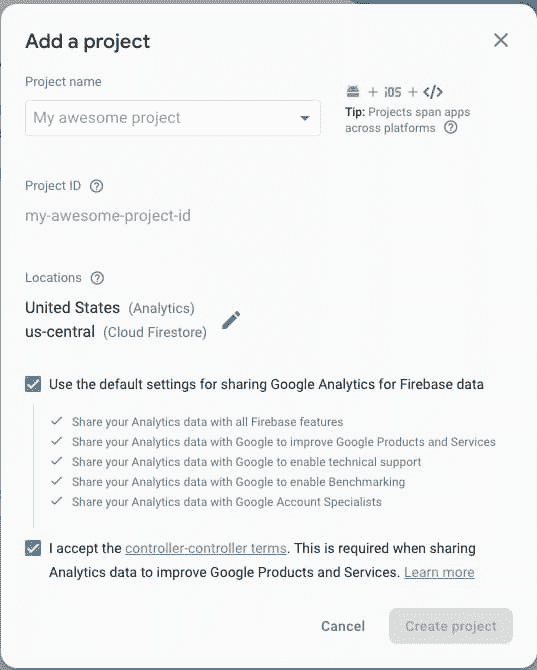 Add a project
Project name
My awesome project
+ iOS + </>
Tip: Projects span apps
across platforms
Project ID
my-awesome-project-id
Locations
United States (Analytics)
us-central (Cloud Firestore)
Use the default settings for sharing Google Analytics for Firebase data
Share your Analytics data with all Firebase features
Share your Analytics data with Google to improve Google Products and Services
Share your Analytics data with Google to enable technical support
Share your Analytics data with Google to enable Benchmarking
Share your Analytics data with Google Account Specialists
I accept the controller-controller terms. This is required when sharing
Analytics data to improve Google Products and Services. Learn more
Cancel
Create project